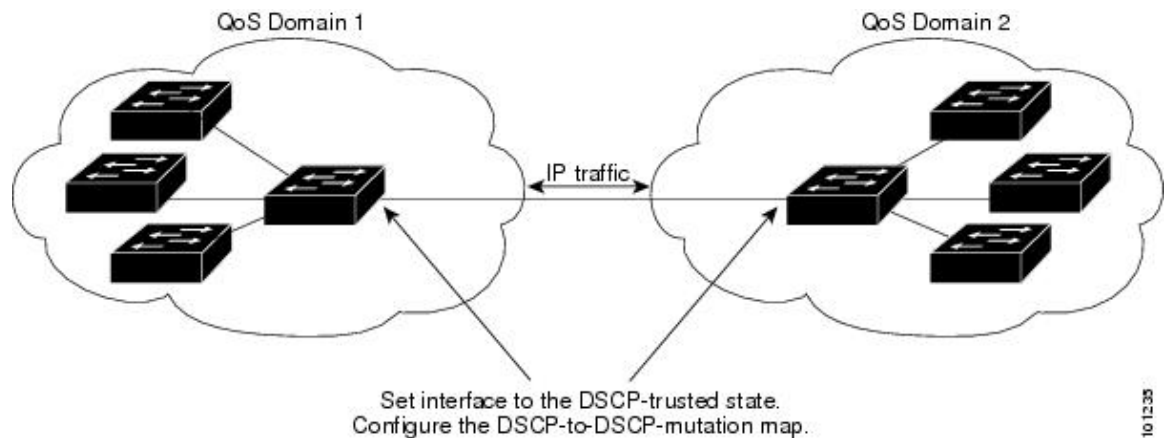 QoS Domain 1
QoS Domain 2
IP traffic
Set interface to the DSCP-trusted state.
Configure the DSCP-to-DSCP-mutation map.
101235